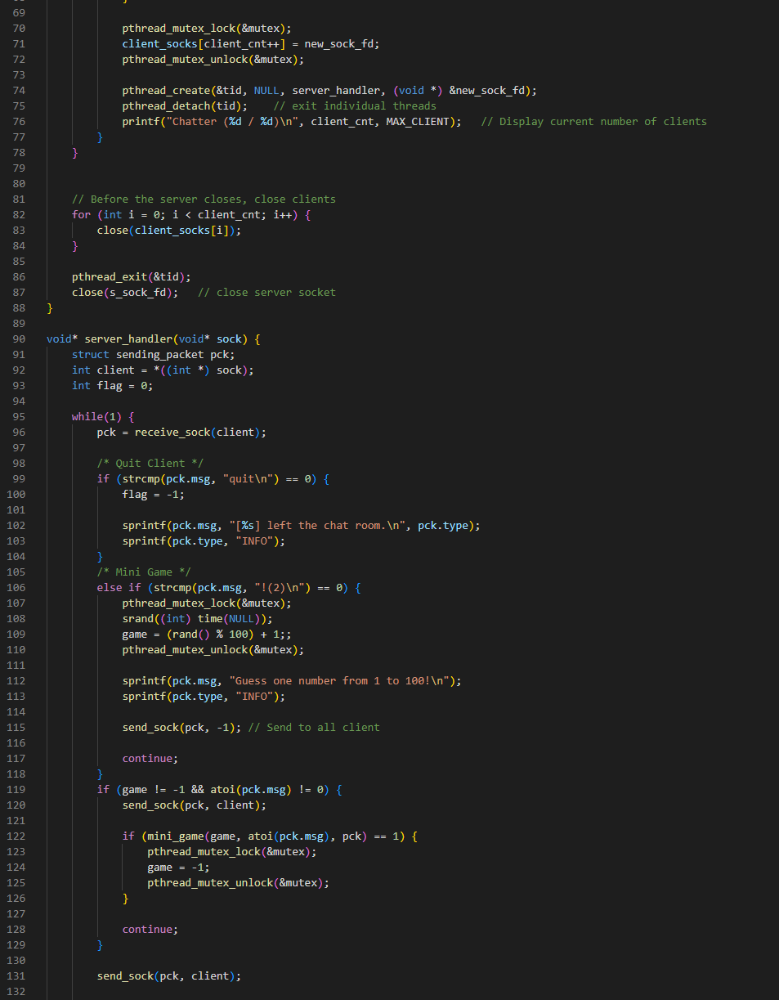 69
70 pthread_mutex_lock(&mutex);
71 client_socks[client_cnt++] = new_sock_fd;
72 pthread_mutex_unlock(&mutex);
73
74 pthread_create(&tid, NULL, server_handler, (void *) &new_sock_fd);
75 pthread_detach(tid);    // exit individual threads
76 printf("Chatter (%d / %d)\n", client_cnt, MAX_CLIENT);   // Display current number of clients
77 }
78 }
79
80
81 // Before the server closes, close clients
82 for (int i = 0; i < client_cnt; i++) {
83 close(client_socks[i]);
84 }
85
86 pthread_exit(&tid);
87 close(s_sock_fd);   // close server socket
88 }
89
90 void* server_handler(void* sock) {
91 struct sending_packet pck;
92 int client = *((int *) sock);
93 int flag = 0;
94
95 while(1) {
96 pck = receive_sock(client);
97
98 /* Quit Client */
99 if (strcmp(pck.msg, "quit\n") == 0) {
100 flag = -1;
101
102 sprintf(pck.msg, "[%s] left the chat room.\n", pck.type);
103 sprintf(pck.type, "INFO");
104 }
105 /* Mini Game */
106 else if (strcmp(pck.msg, "!(2)\n") == 0) {
107 pthread_mutex_lock(&mutex);
108 srand((int) time(NULL));
109 game = (rand() % 100) + 1;;
110 pthread_mutex_unlock(&mutex);
111
112 sprintf(pck.msg, "Guess one number from 1 to 100!\n");
113 sprintf(pck.type, "INFO");
114
115 send_sock(pck, -1); // Send to all client
116
117 continue;
118 }
119 if (game != -1 && atoi(pck.msg) != 0) {
120 send_sock(pck, client);
121
122 if (mini_game(game, atoi(pck.msg), pck) == 1) {
123 pthread_mutex_lock(&mutex);
124 game = -1;
125 pthread_mutex_unlock(&mutex);
126 }
127
128 continue;
129 }
130
131 send_sock(pck, client);
132